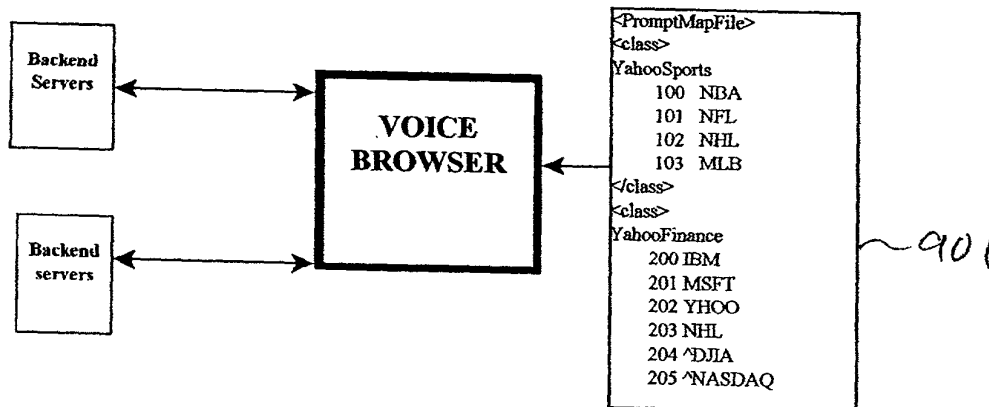 Backend
Servers
VOICE
BROWSER
Backend
servers
<PromptMapFile>
<class>
YahooSports
100 NBA
101 NFL
102 NHL
103 MLB
</class>
<class>
YahooFinance
200 IBM
201 MSFT
202 YHOO
203 NHL
204 ^DJIA
205 ^NASDAQ
901